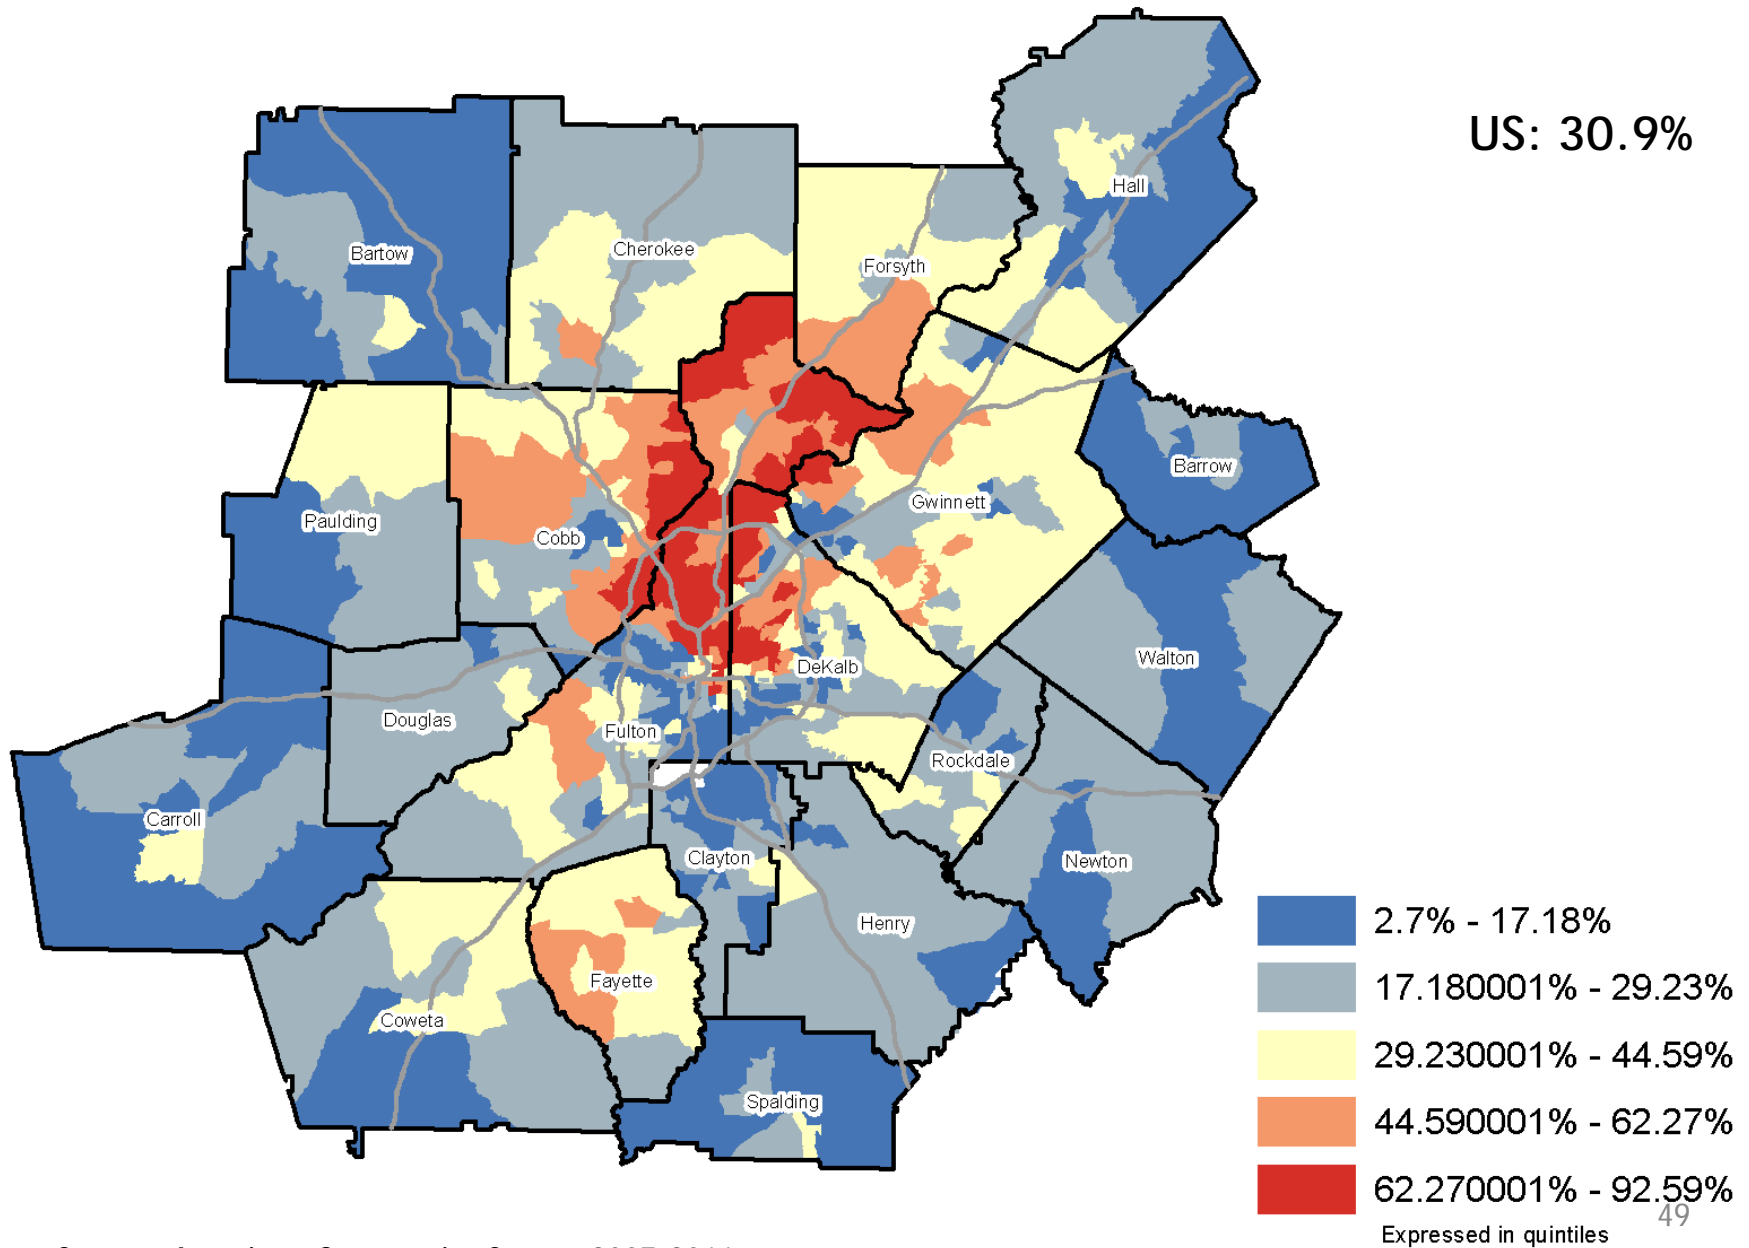 US: 30.9%
Hall
Cherokee
Bartow
Forsyth
Barrow
Gwinnett
Paulding
Cobb
Walton
DeKalb
Douglas
Fulton
Rockdale
Carroll
Clayton
Newton
Henry
Fayette
Coweta
Spalding
2.7% - 17.18%
17.180001% - 29.23%
29.230001% - 44.59%
44.590001% - 62.27%
62.270001% - 92.59%
49
Expressed in quintiles